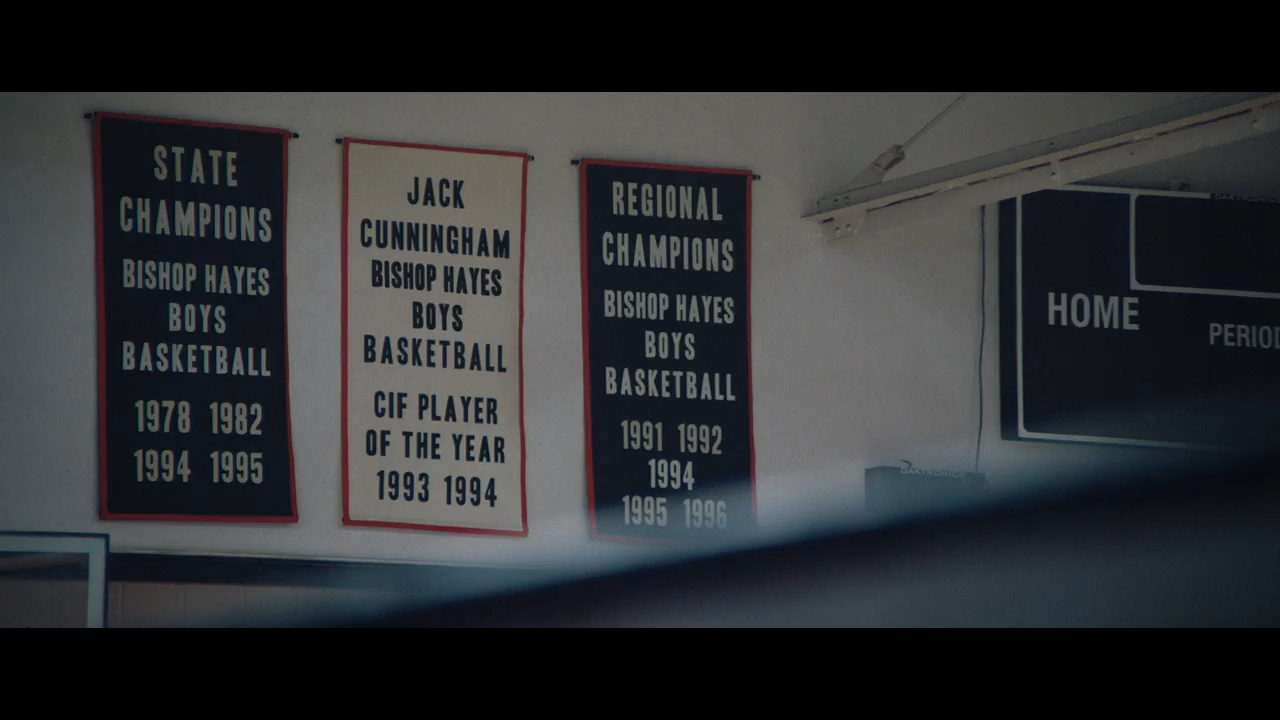 STATE
CHAMPIONS
BISHOP HAYES
BOYS
BASKETBALL
1978 1982
1994 1995
JACK
CUNNINGHAM
BISHOP HAYES
BOYS
BASKETBALL
CIF PLAYER
OF THE YEAR
1993 1994
REGIONAL
CHAMPIONS
BISHOP HAYES
BOYS
BASKETBALL
1991 1992
1994
1995 1996
HOME